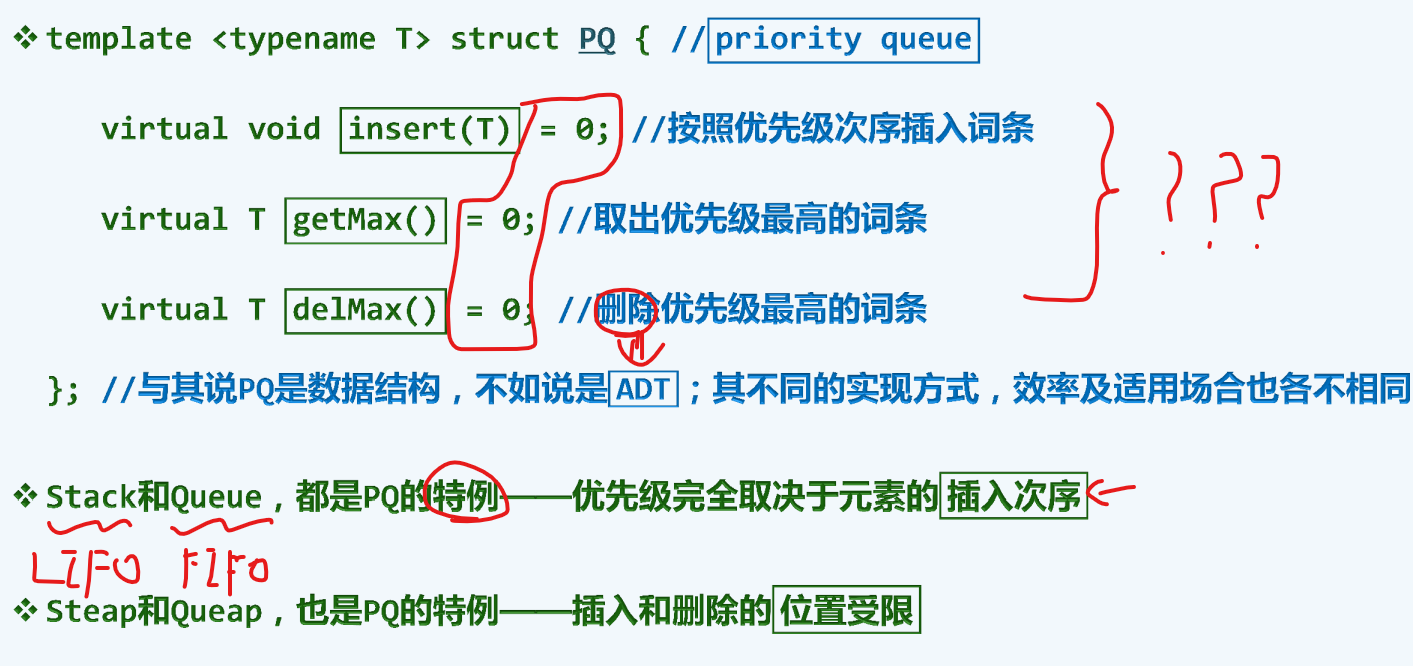 ❖ template <typename T> struct PQ { //priority queue
virtual void insert(T) = 0; //按照优先级次序插入词条
virtual T getMax() = 0; //取出优先级最高的词条
???
virtual T delMax() = 0; //删除优先级最高的词条
}; //与其说PQ是数据结构，不如说是ADT；其不同的实现方式，效率及适用场合也各不相同
❖ Stack和Queue，都是PQ的特例——优先级完全取决于元素的插入次序
LIFO FIFO
❖ Steap和Queap，也是PQ的特例——插入和删除的位置受限